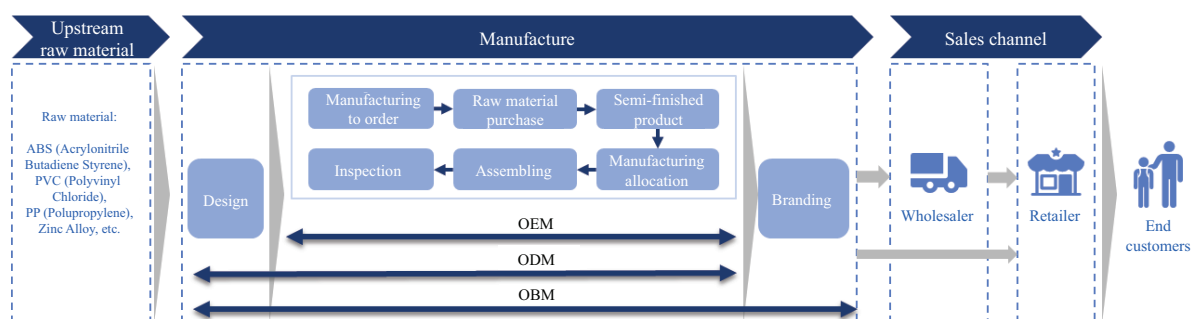 Upstream
raw material
Manufacture
Sales channel
Raw material:
ABS (Acrylonitrile
Butadiene Styrene),
PVC (Polyvinyl
Chloride),
PP (Polupropylene),
Zinc Alloy, etc.
Design
Manufacturing
to order
Raw material
purchase
Semi-finished
product
Inspection
Assembling
Manufacturing
allocation
Branding
OEM
ODM
OBM
Wholesaler
Retailer
End
customers